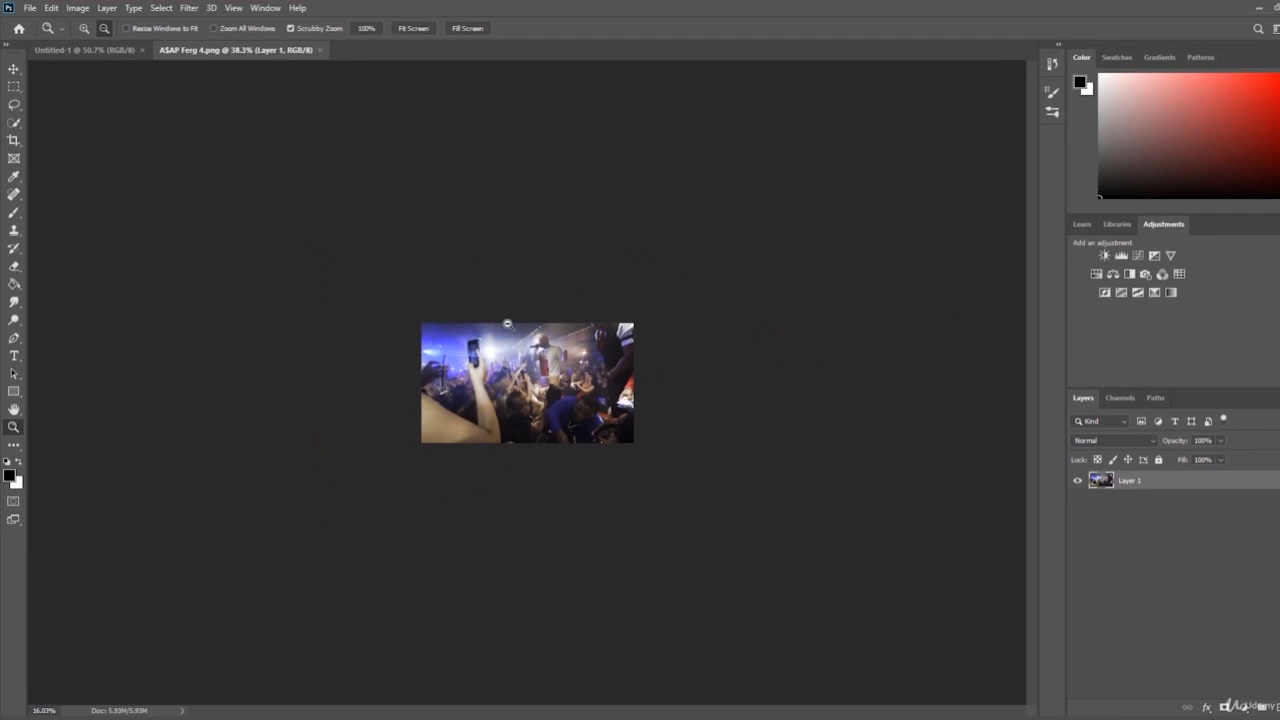 Ps File Edit Image Layer Type Select Filter 3D View Window Help
Resize Windows to Fit Zoom All Windows Scrubby Zoom 100% Fit Screen Fill Screen
Untitled-1 @ 50.7% (RGB/8) × A$AP Ferg 4.png @ 38.3% (Layer 1, RGB/8) ×
Color Swatches Gradients Patterns
Learn Libraries Adjustments
Add an adjustment
Layers Channels Paths
Kind
Normal Opacity: 100%
Lock: Fill: 100%
Layer 1
16.03% Doc: 5.93M/5.93M
Udemy